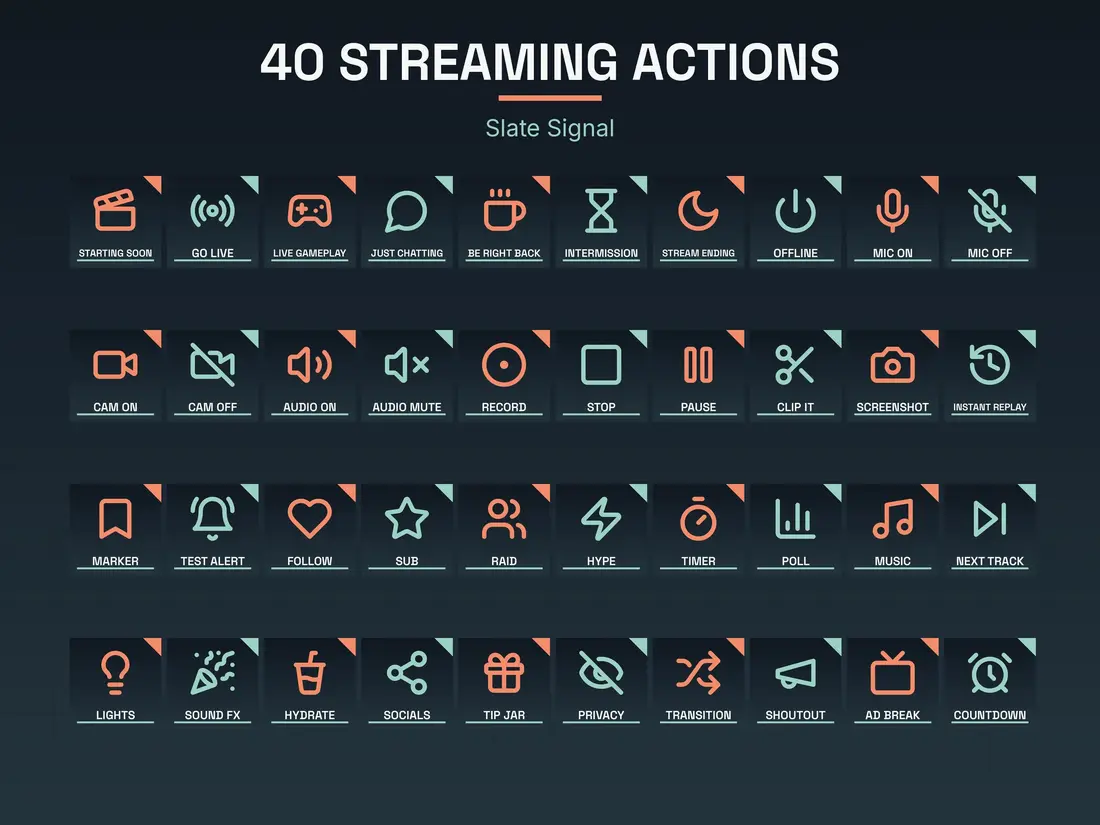 40 STREAMING ACTIONS
Slate Signal
STARTING SOON
GO LIVE
LIVE GAMEPLAY
JUST CHATTING
BE RIGHT BACK
INTERMISSION
STREAM ENDING
OFFLINE
MIC ON
MIC OFF
CAM ON
CAM OFF
AUDIO ON
AUDIO MUTE
RECORD
STOP
PAUSE
CLIP IT
SCREENSHOT
INSTANT REPLAY
MARKER
TEST ALERT
FOLLOW
SUB
RAID
HYPE
TIMER
POLL
MUSIC
NEXT TRACK
LIGHTS
SOUND FX
HYDRATE
SOCIALS
TIP JAR
PRIVACY
TRANSITION
SHOUTOUT
AD BREAK
COUNTDOWN